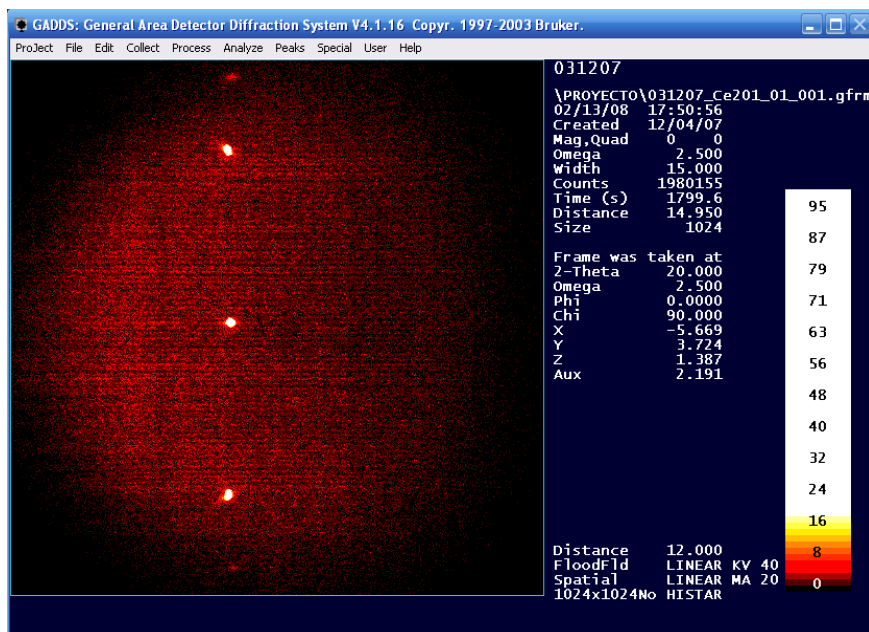 GADDS: General Area Detector Diffraction System V4.1.16 Copyr. 1997-2003 Bruker.
ProJect File Edit Collect Process Analyze Peaks Special User Help
031207
\PROYECTO\031207_Ce201_01_001.gfrm
02/13/08 17:50:56
Created 12/04/07
Mag,Quad 0 0
Omega 2.500
Width 15.000
Counts 1980155
Time (s) 1799.6
Distance 14.950
Size 1024
Frame was taken at
2-Theta 20.000
Omega 2.500
Phi 0.0000
Chi 90.000
X -5.669
Y 3.724
Z 1.387
Aux 2.191
95
87
79
71
63
56
48
40
32
24
16
8
0
Distance 12.000
FloodFld LINEAR KV 40
Spatial LINEAR MA 20
1024x1024No HISTAR